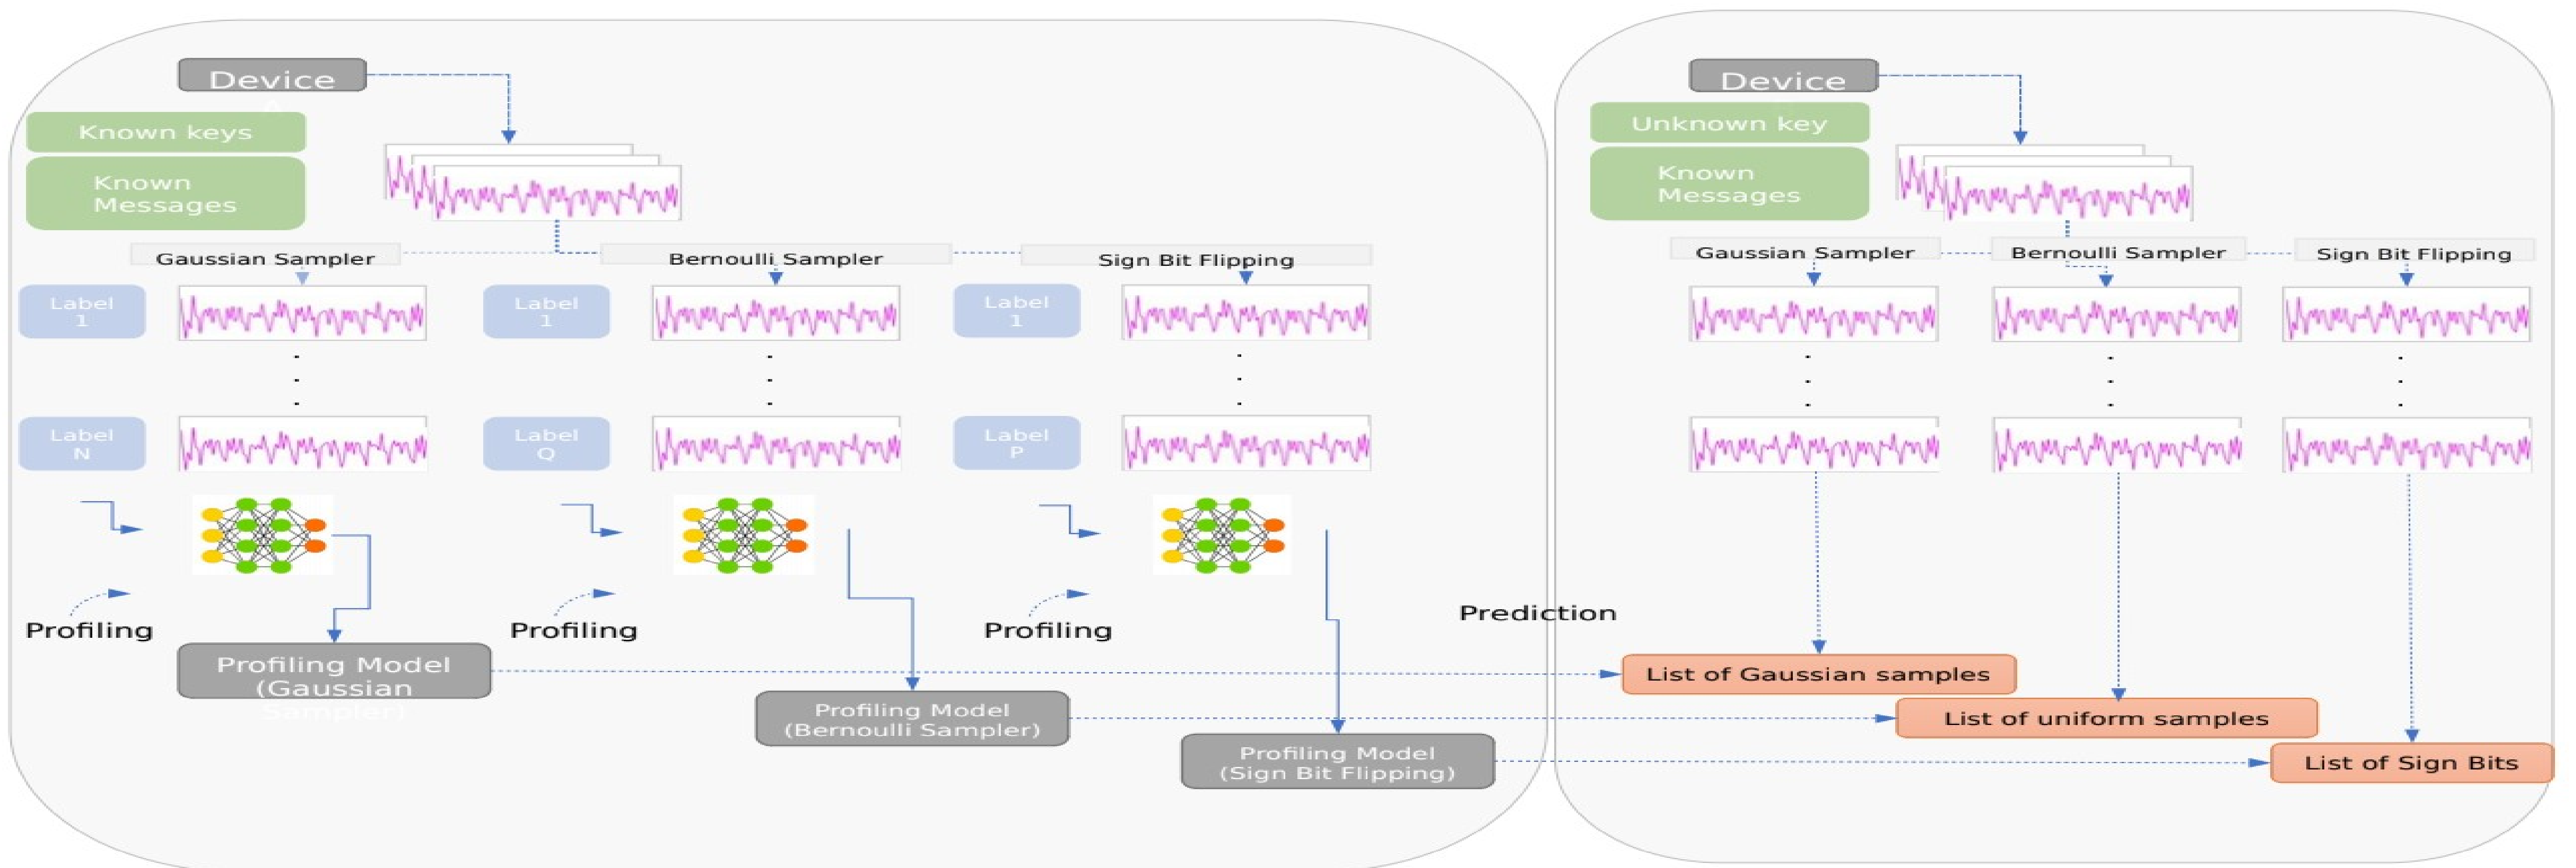 Device
A
Known keys
Known
Messages
Gaussian Sampler
Bernoulli Sampler
Sign Bit Flipping
Label
1
Label
1
Label
1
Label
N
Label
Q
Label
P
Profiling
Profiling
Profiling
Profiling Model
(Gaussian
Sampler)
Profiling Model
(Bernoulli Sampler)
Profiling Model
(Sign Bit Flipping)
Prediction
Device
Unknown key
Known
Messages
Gaussian Sampler
Bernoulli Sampler
Sign Bit Flipping
List of Gaussian samples
List of uniform samples
List of Sign Bits